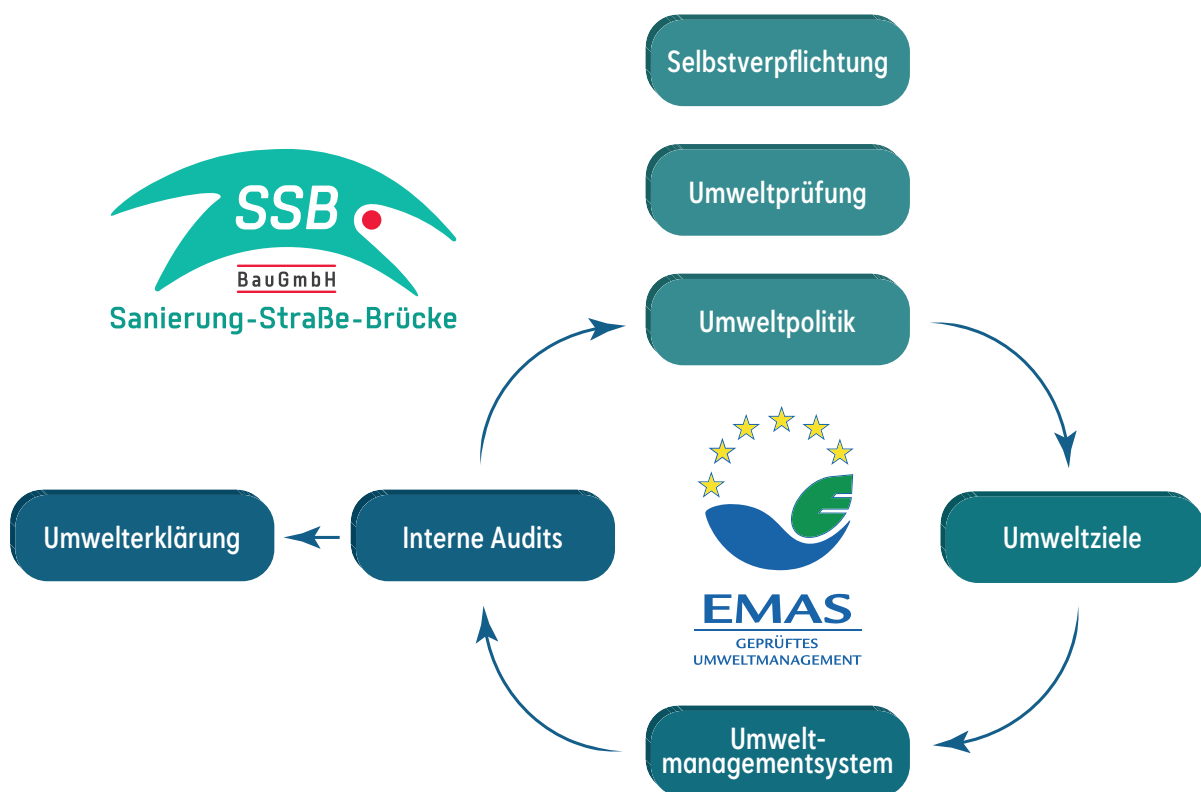 Selbstverpflichtung
Umweltprüfung
SSB
BauGmbH
Sanierung-Straße-Brücke
Umweltpolitik
Umwelterklärung
Interne Audits
Umweltziele
EMAS
GEPRÜFTES
UMWELTMANAGEMENT
Umwelt-
managementsystem